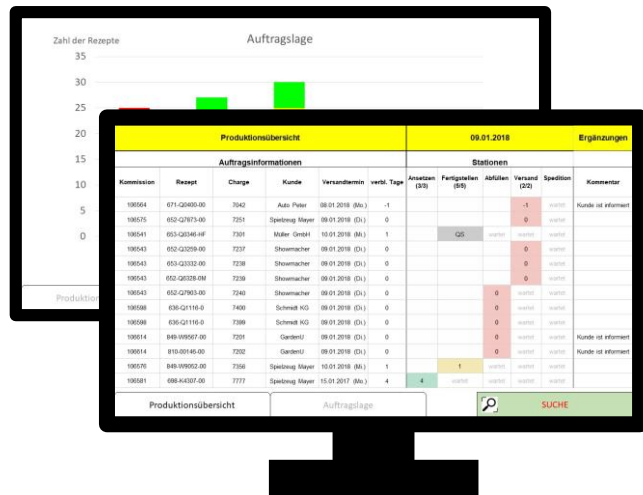 Zahl der Rezepte
Auftragslage
35
30
25
20
15
10
5
0
Produktion
Produktionsübersicht 09.01.2018 Ergänzungen
Auftragsinformationen Stationen
Kommission Rezept Charge Kunde Versandtermin verbl. Tage Ansetzen (3/3) Fertigstellen (5/5) Abfüllen Versand (2/2) Spedition Kommentar
106564 671-Q0400-00 7042 Auto Peter 08.01.2018 (Mo.) -1 -1 wartet Kunde ist informiert
106575 652-Q7873-00 7251 Spielzeug Mayer 09.01.2018 (Di.) 0 0 wartet
106541 653-Q0346-HF 7301 Müller GmbH 10.01.2018 (Mi.) 1 QS wartet wartet wartet
106543 652-Q3259-00 7237 Showmacher 09.01.2018 (Di.) 0 0 wartet
106543 653-Q3332-00 7238 Showmacher 09.01.2018 (Di.) 0 0 wartet
106543 652-Q6328-0M 7239 Showmacher 09.01.2018 (Di.) 0 0 wartet
106543 652-Q7903-00 7240 Showmacher 09.01.2018 (Di.) 0 0 wartet wartet
106598 636-Q1116-0 7400 Schmidt KG 09.01.2018 (Di.) 0 0 wartet wartet
106598 636-Q1116-0 7399 Schmidt KG 09.01.2018 (Di.) 0 0 wartet wartet
106614 849-W9567-00 7201 GardenU 09.01.2018 (Di.) 0 0 wartet wartet Kunde ist informiert
106614 810-00146-00 7202 GardenU 09.01.2018 (Di.) 0 0 wartet wartet Kunde ist informiert
106576 849-W9052-00 7356 Spielzeug Mayer 10.01.2018 (Mi.) 1 1 wartet wartet wartet
106581 698-K4307-00 7777 Spielzeug Mayer 15.01.2017 (Mo.) 4 4 wartet wartet wartet wartet
Produktionsübersicht Auftragslage SUCHE